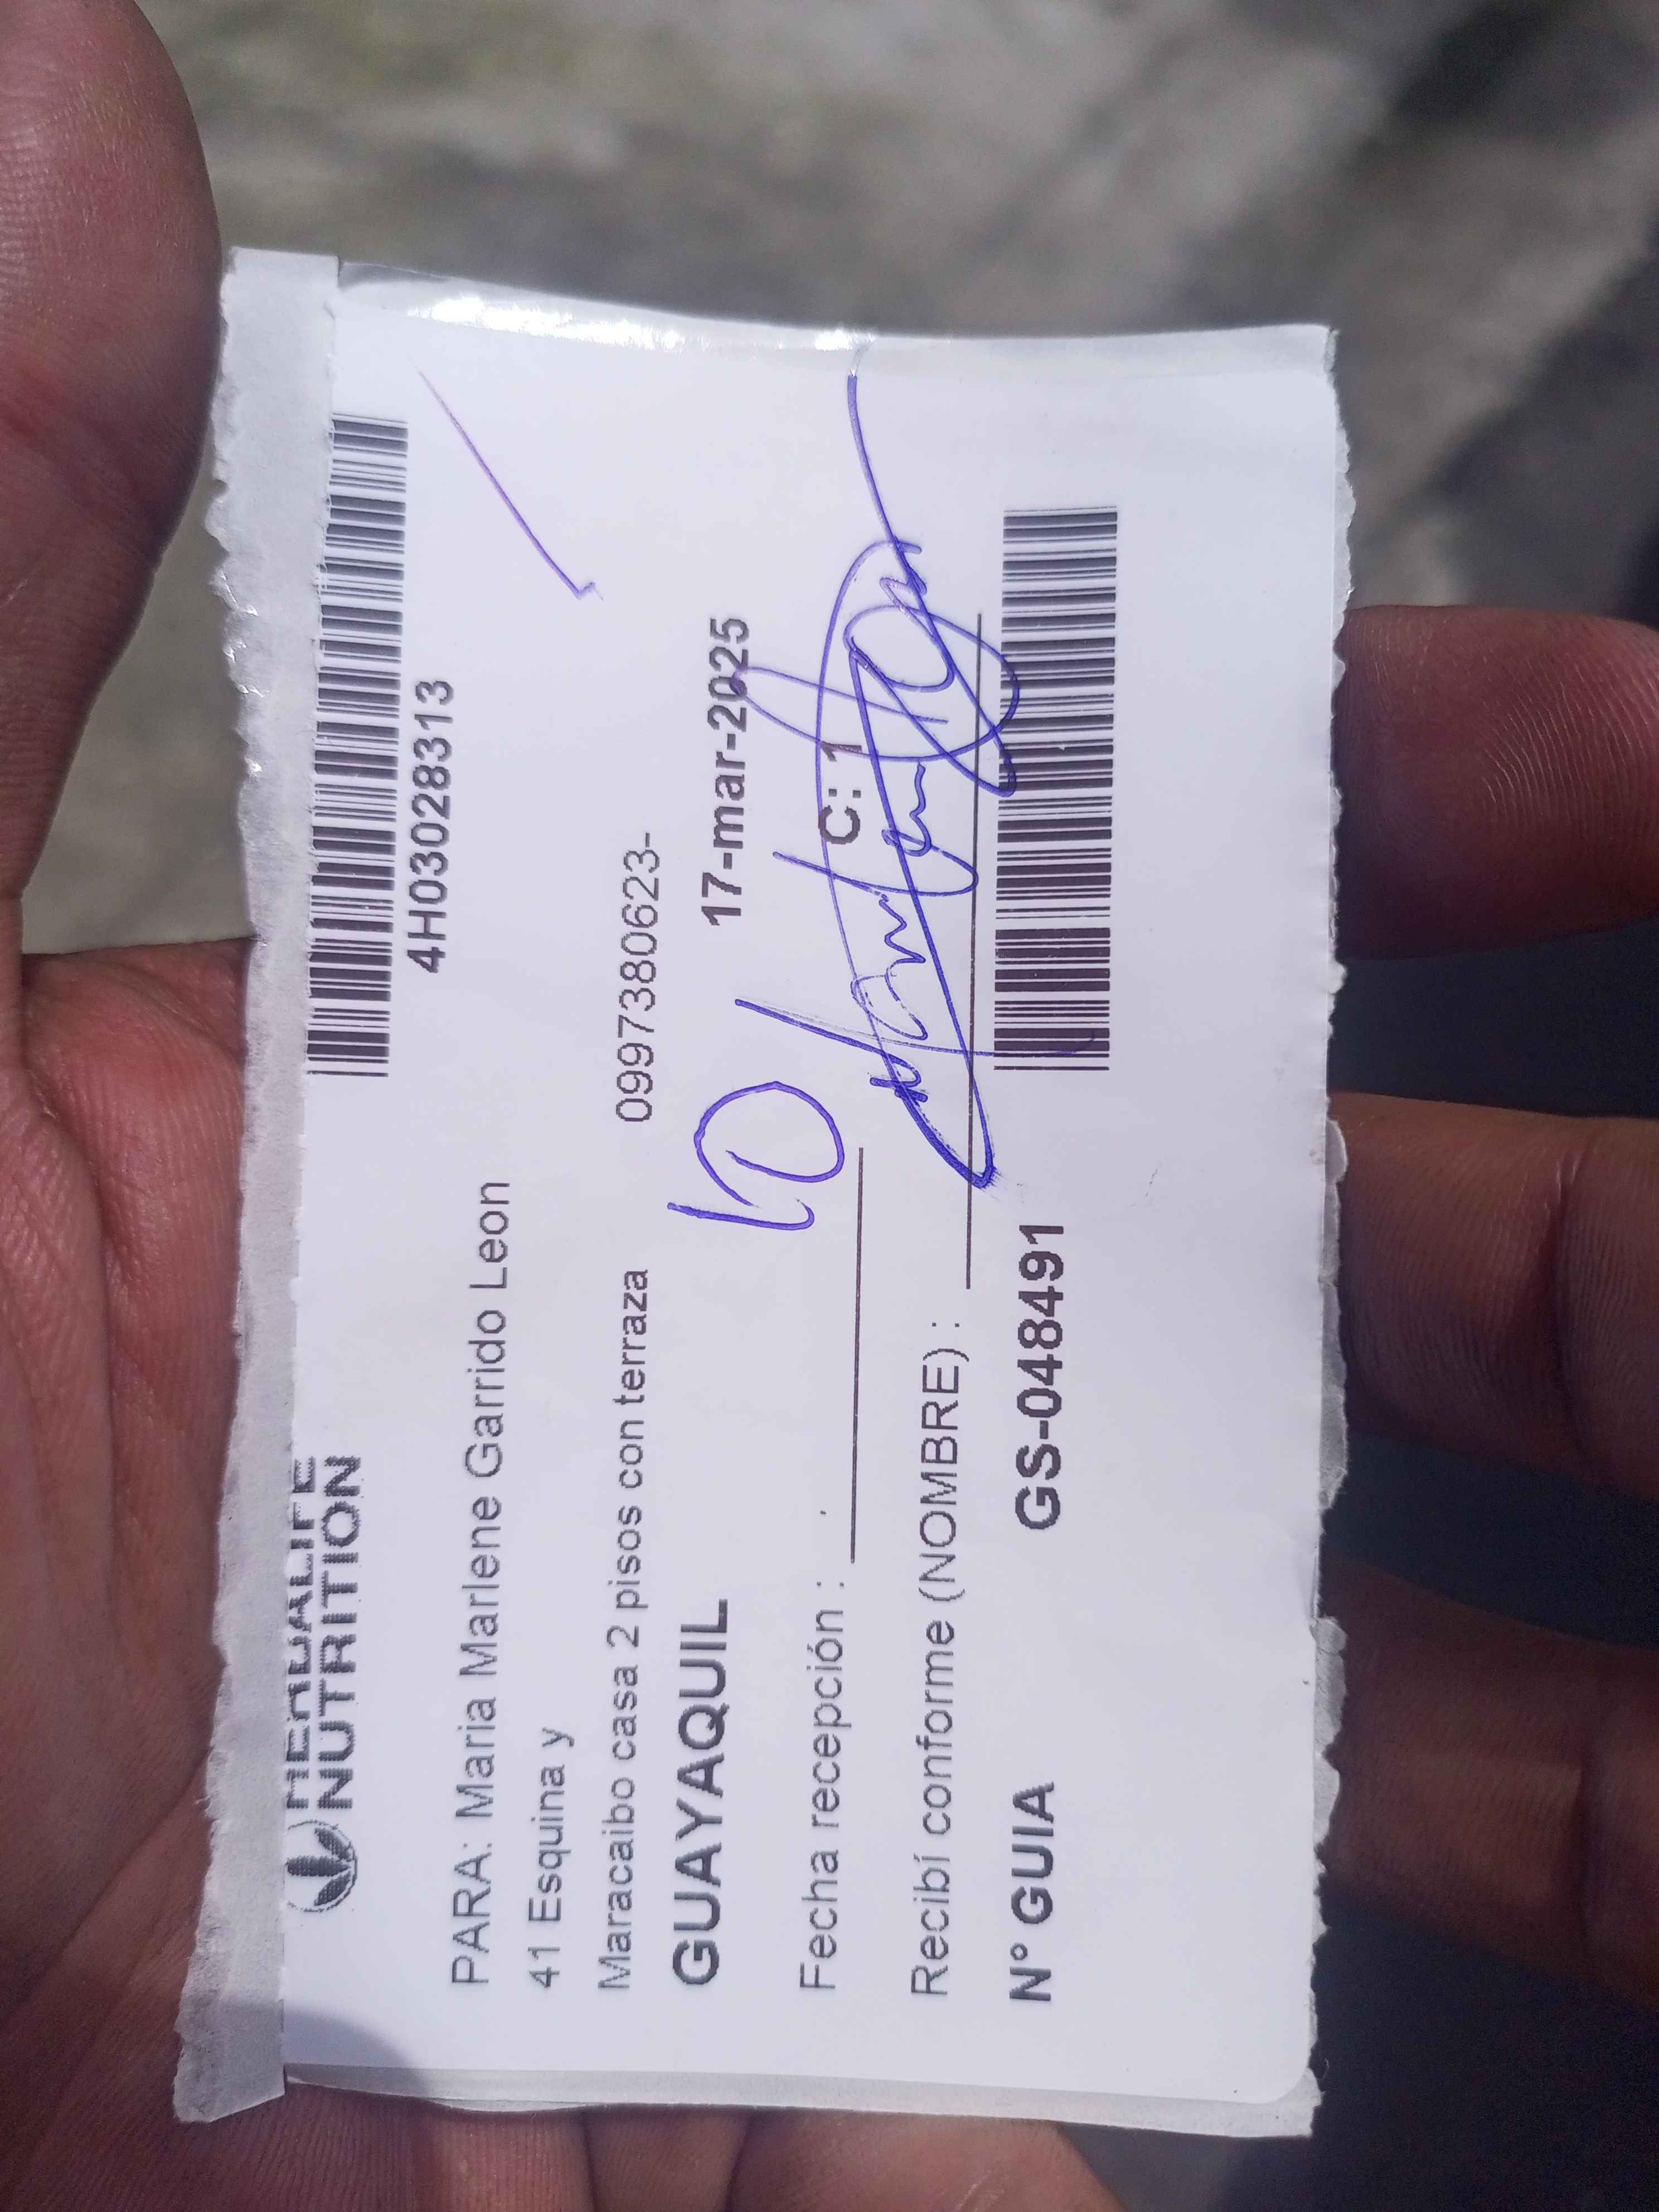 HERBALIFE
NUTRITION
4H03028313
PARA: Maria Marlene Garrido Leon
41 Esquina y
Maracaibo casa 2 pisos con terraza 0997380623-
GUAYAQUIL 17-mar-2025
Fecha recepción : C: 1
Recibí conforme (NOMBRE) :
N° GUIA GS-048491